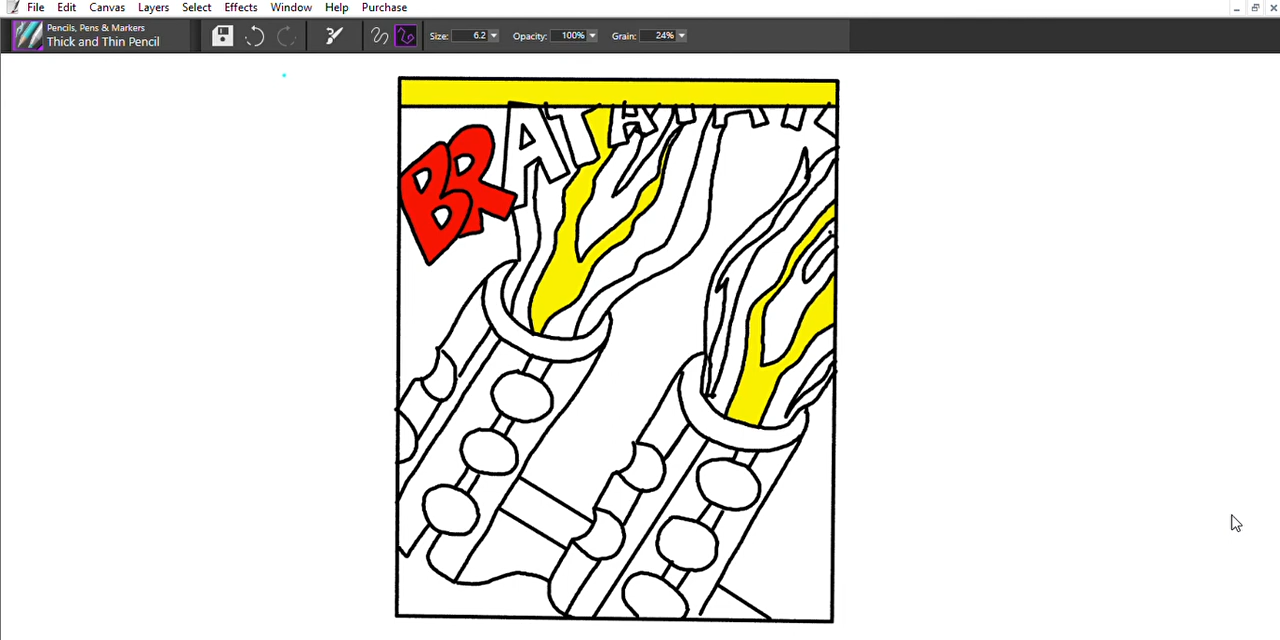 File Edit Canvas Layers Select Effects Window Help Purchase
Pencils, Pens & Markers
Thick and Thin Pencil
Size: 6.2 Opacity: 100% Grain: 24%
BRATATATATA